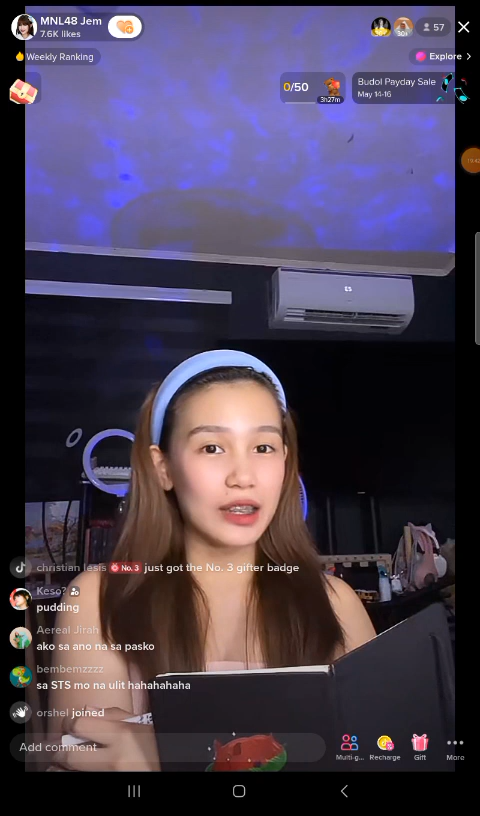 MNL48 Jem
7.6K likes
30+
57
Weekly Ranking
Explore
0/50
3h27m
Budol Payday Sale
May 14-16
christian lesis No. 3 just got the No. 3 gifter badge
Keso?
pudding
Aereal Jirah
ako sa ano na sa pasko
bembemzzzz
sa STS mo na ulit hahahahaha
orshel joined
Add comment
Multi-g...
Recharge
Gift
More